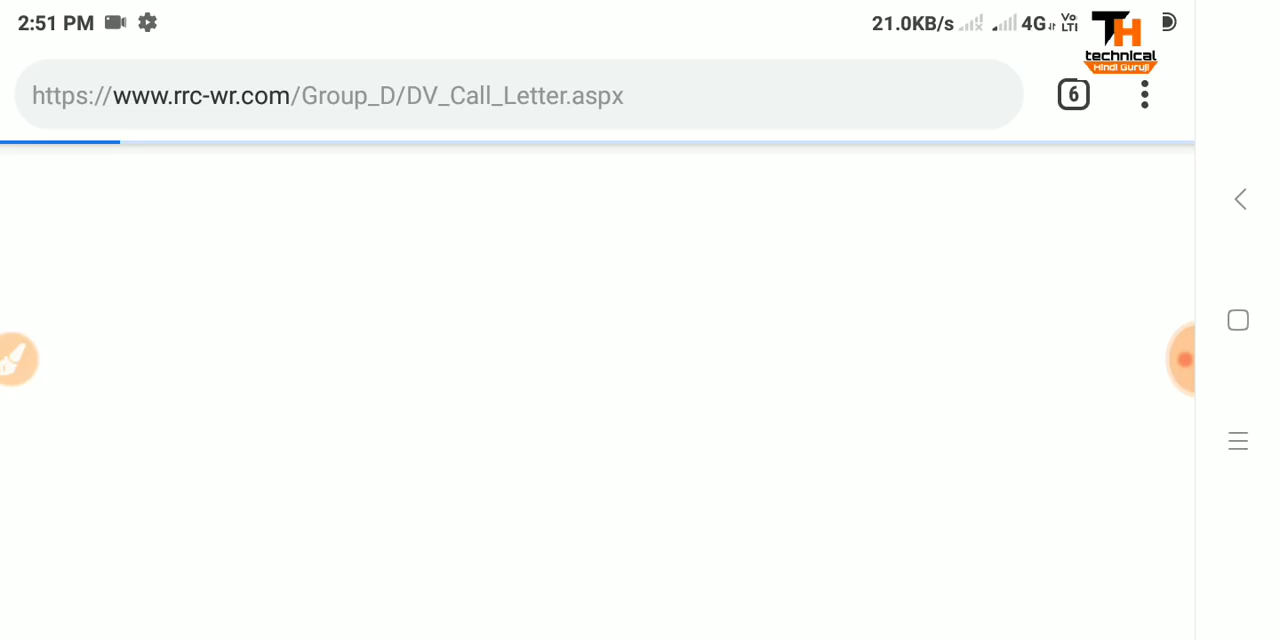 2:51 PM
21.0KB/s 4G Vo LTE
technical
Hindi Guruji
https://www.rrc-wr.com/Group_D/DV_Call_Letter.aspx
6